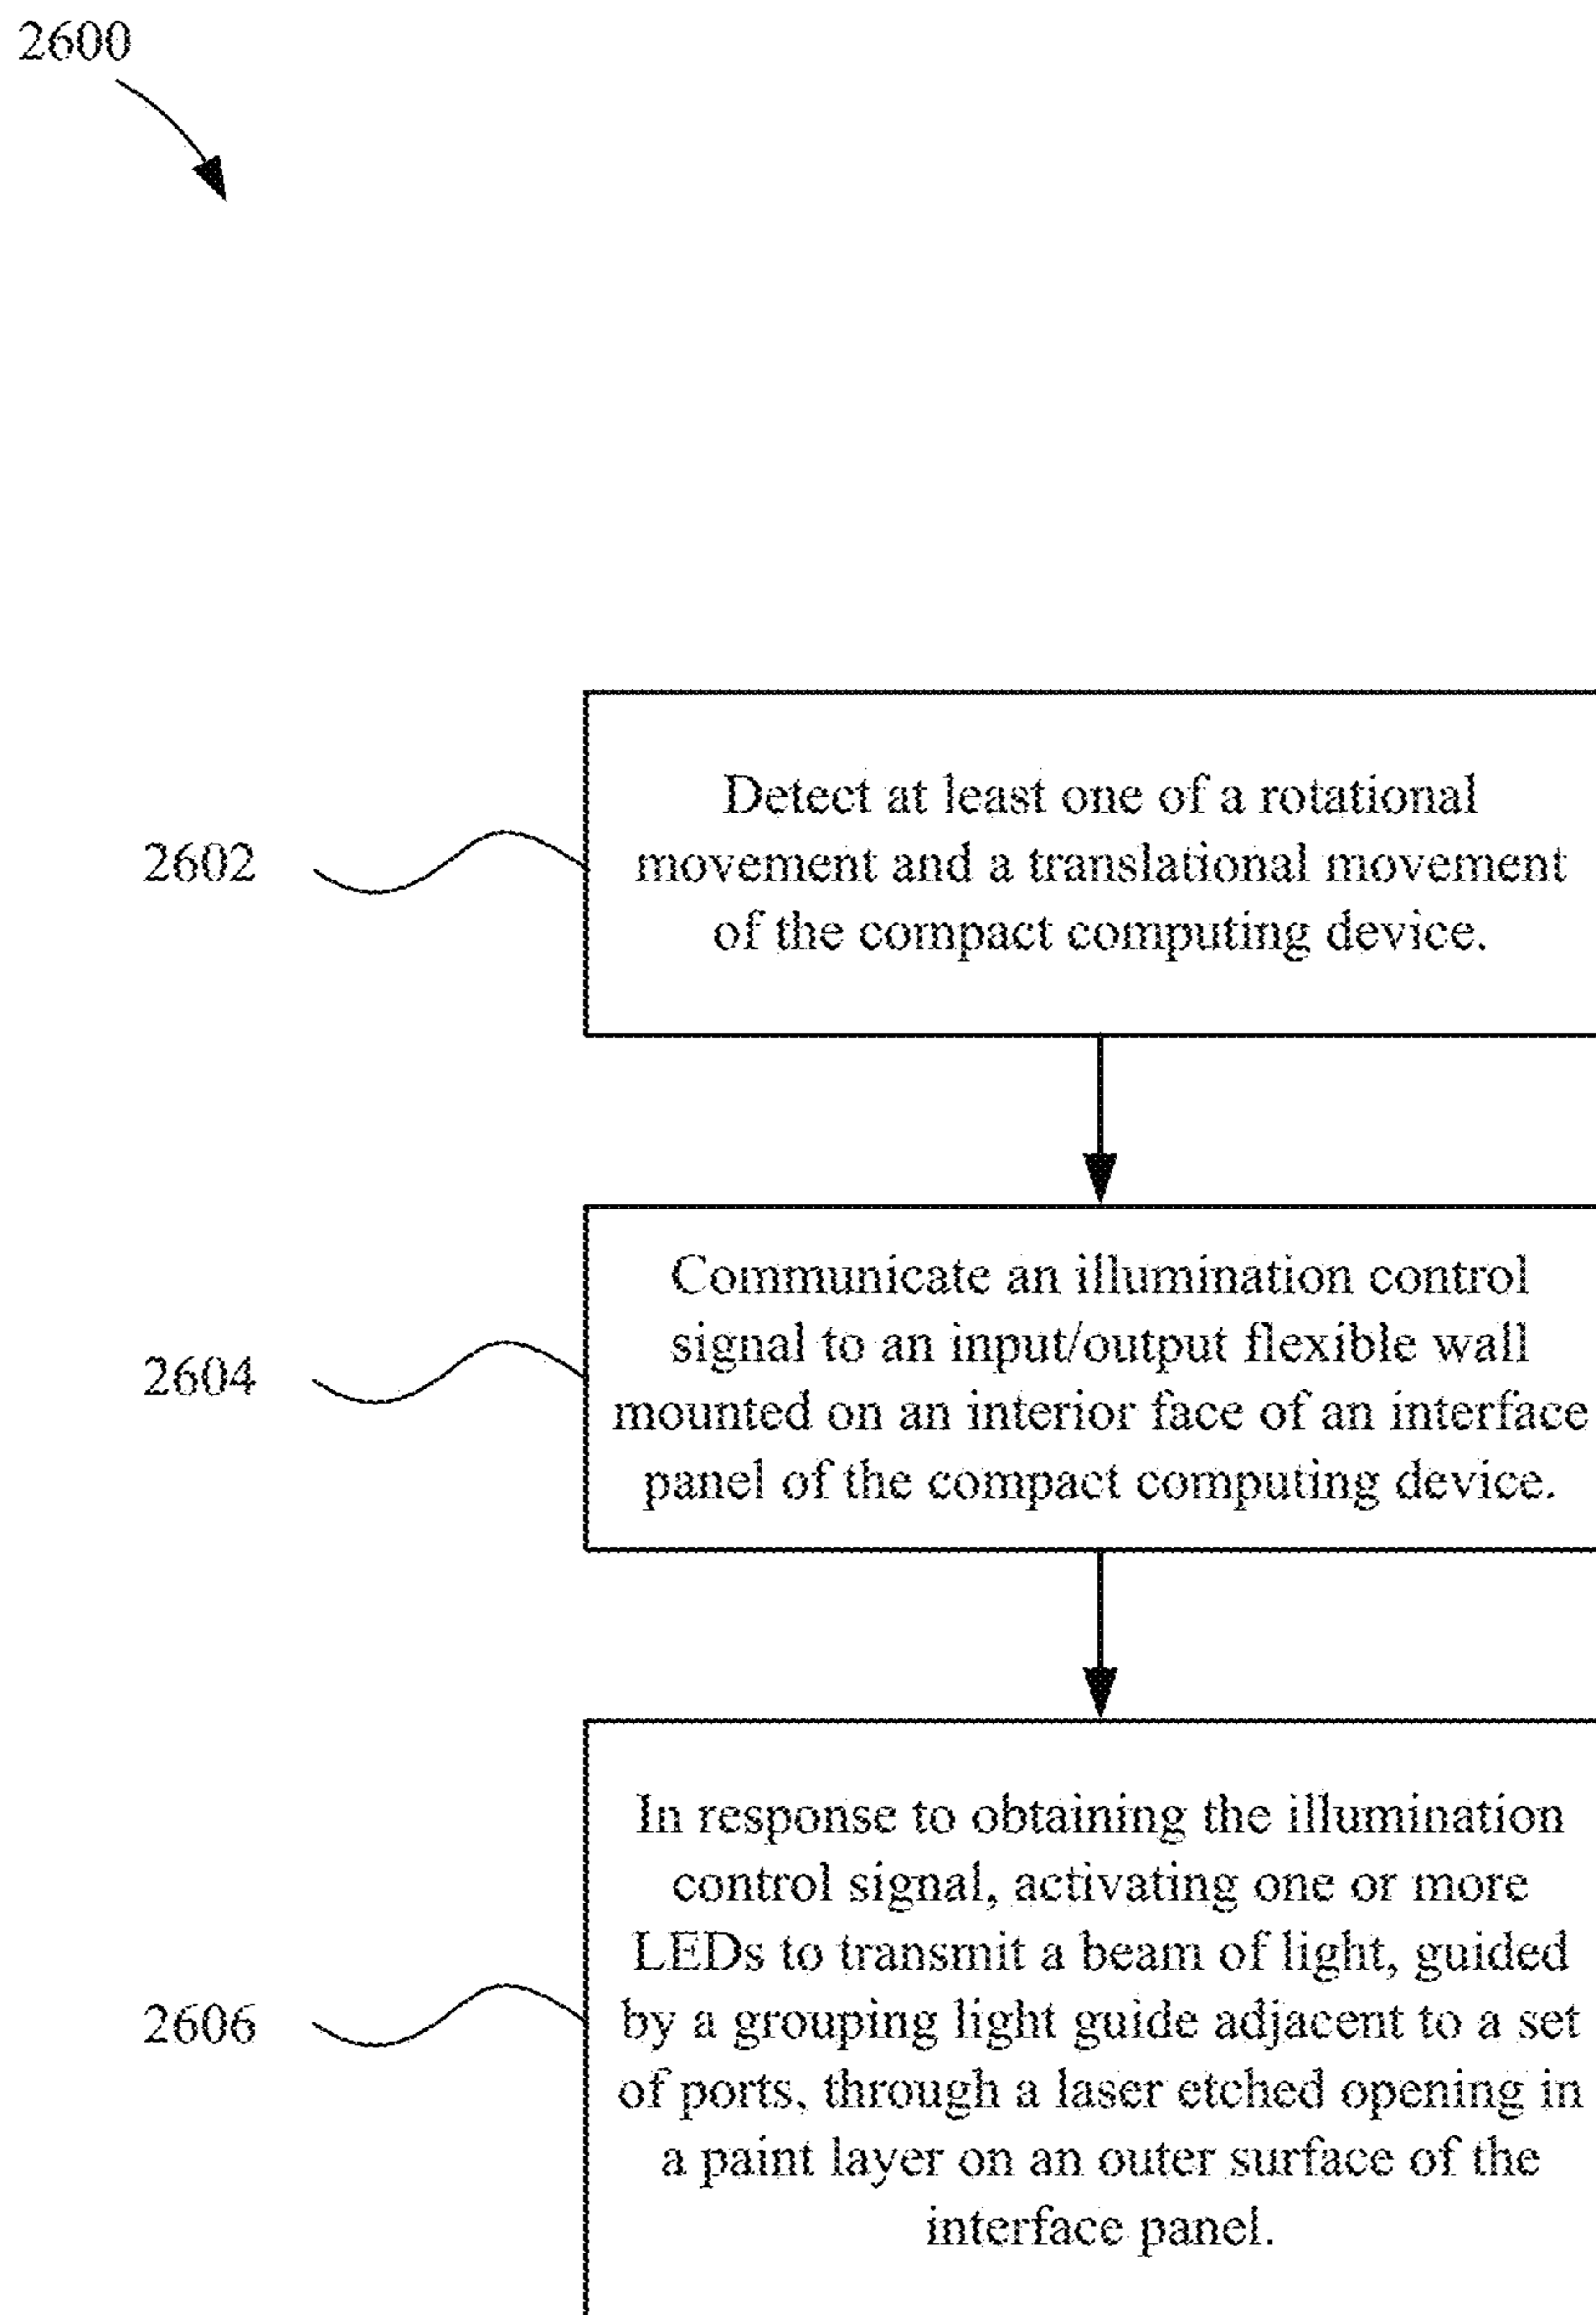 2600
2602
Detect at least one of a rotational
movement and a translational movement
of the compact computing device.
2604
Communicate an illumination control
signal to an input/output flexible wall
mounted on an interior face of an interface
panel of the compact computing device.
2606
In response to obtaining the illumination
control signal, activating one or more
LEDs to transmit a beam of light, guided
by a grouping light guide adjacent to a set
of ports, through a laser etched opening in
a paint layer on an outer surface of the
interface panel.